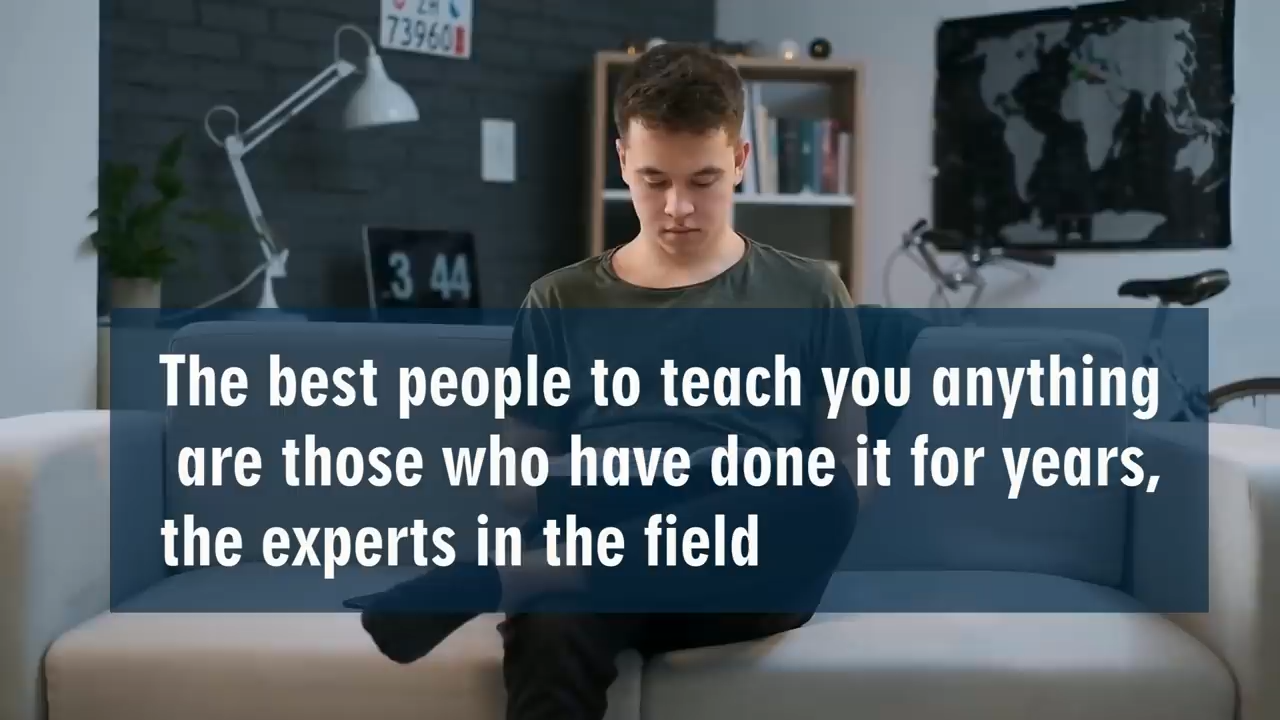 ZH
73960
3 44
The best people to teach you anything
are those who have done it for years,
the experts in the field